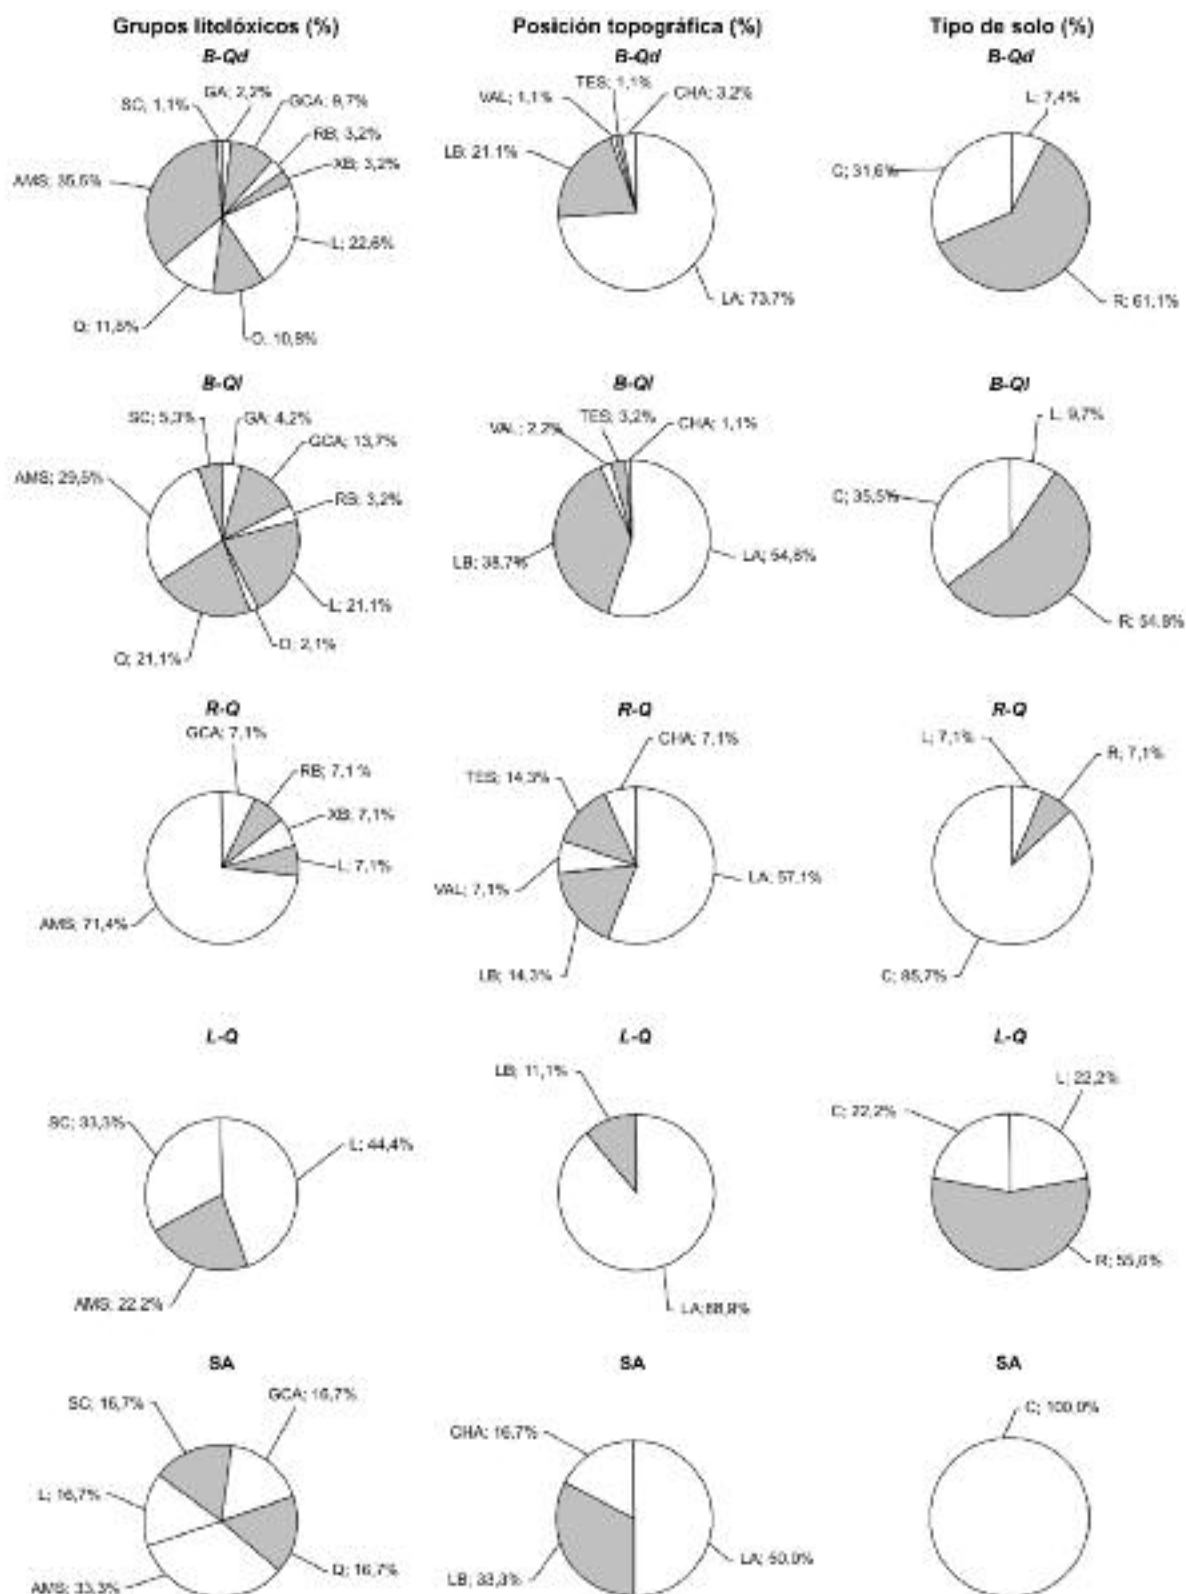 Grupos litolóxicos (%)
Posición topográfica (%)
Tipo de solo (%)
B-Qd
B-Qd
B-Qd
SC; 1,1%
GA; 2,2%
GCA; 9,7%
RB; 3,2%
XB; 3,2%
AMS; 35,5%
L; 22,6%
Q; 11,8%
O; 10,8%
TES; 1,1%
VAL; 1,1%
CHA; 3,2%
LB; 21,1%
LA; 73,7%
L; 7,4%
C; 31,6%
R; 61,1%
B-Ql
B-Ql
B-Ql
SC; 5,3%
GA; 4,2%
GCA; 13,7%
AMS; 29,5%
RB; 3,2%
L; 21,1%
O; 2,1%
Q; 21,1%
VAL; 2,2%
TES; 3,2%
CHA; 1,1%
LB; 38,7%
LA; 54,8%
L; 9,7%
C; 35,5%
R; 54,8%
R-Q
R-Q
R-Q
GCA; 7,1%
RB; 7,1%
XB; 7,1%
L; 7,1%
AMS; 71,4%
CHA; 7,1%
TES; 14,3%
VAL; 7,1%
LA; 57,1%
LB; 14,3%
L; 7,1%
R; 7,1%
C; 85,7%
L-Q
L-Q
L-Q
SC; 33,3%
L; 44,4%
AMS; 22,2%
LB; 11,1%
LA; 88,9%
L; 22,2%
C; 22,2%
R; 55,6%
SA
SA
SA
SC; 16,7%
GCA; 16,7%
L; 16,7%
Q; 16,7%
AMS; 33,3%
CHA; 16,7%
LB; 33,3%
LA; 50,0%
C; 100,0%